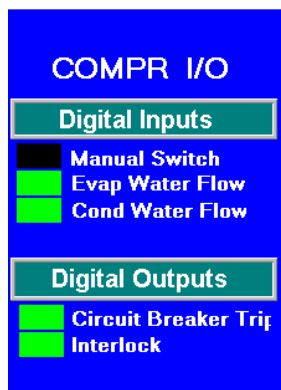 COMPR I/O
Digital Inputs
Manual Switch
Evap Water Flow
Cond Water Flow
Digital Outputs
Circuit Breaker Trip
Interlock